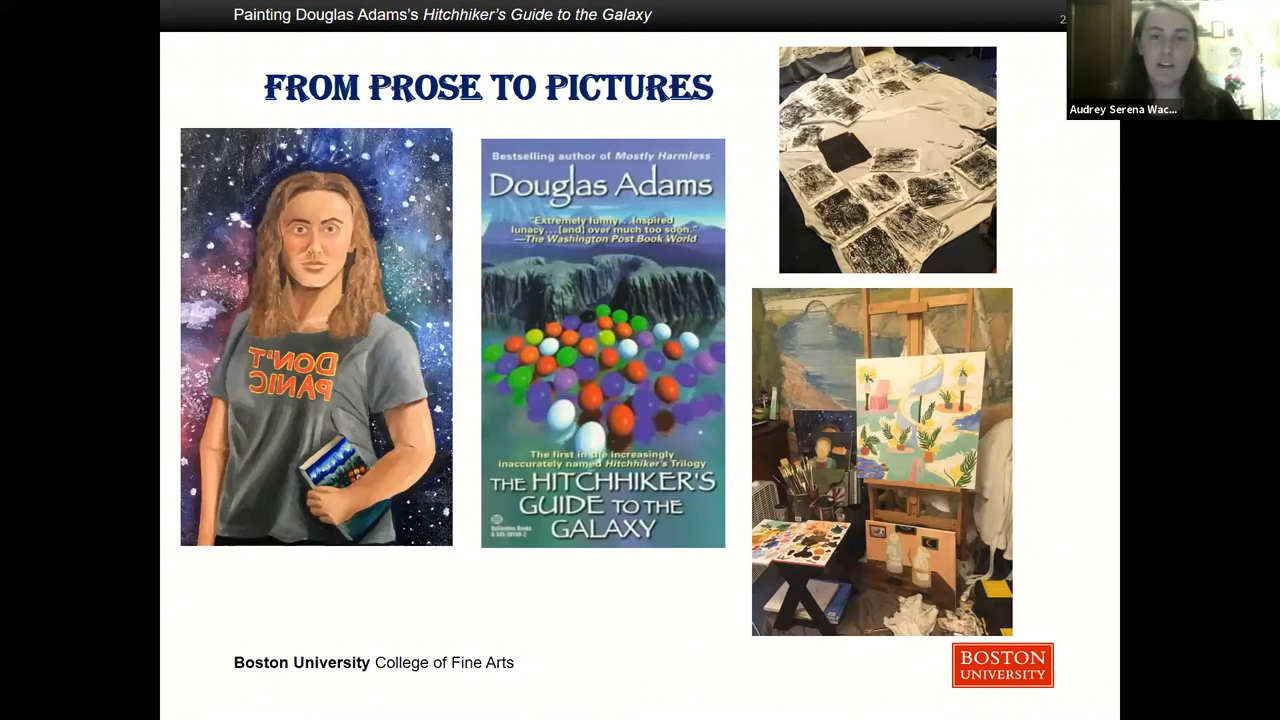 Painting Douglas Adams's Hitchhiker's Guide to the Galaxy
2
Audrey Serena Wac...
FROM PROSE TO PICTURES
DON'T
PANIC
Bestselling author of Mostly Harmless
Douglas Adams
"Extremely funny...inspired
lunacy...[and] over much too soon."
—The Washington Post Book World
The first in the increasingly
inaccurately named Hitchhiker's Trilogy
THE HITCHHIKER'S
GUIDE TO THE
GALAXY
Ballantine Books
Boston University College of Fine Arts
BOSTON
UNIVERSITY